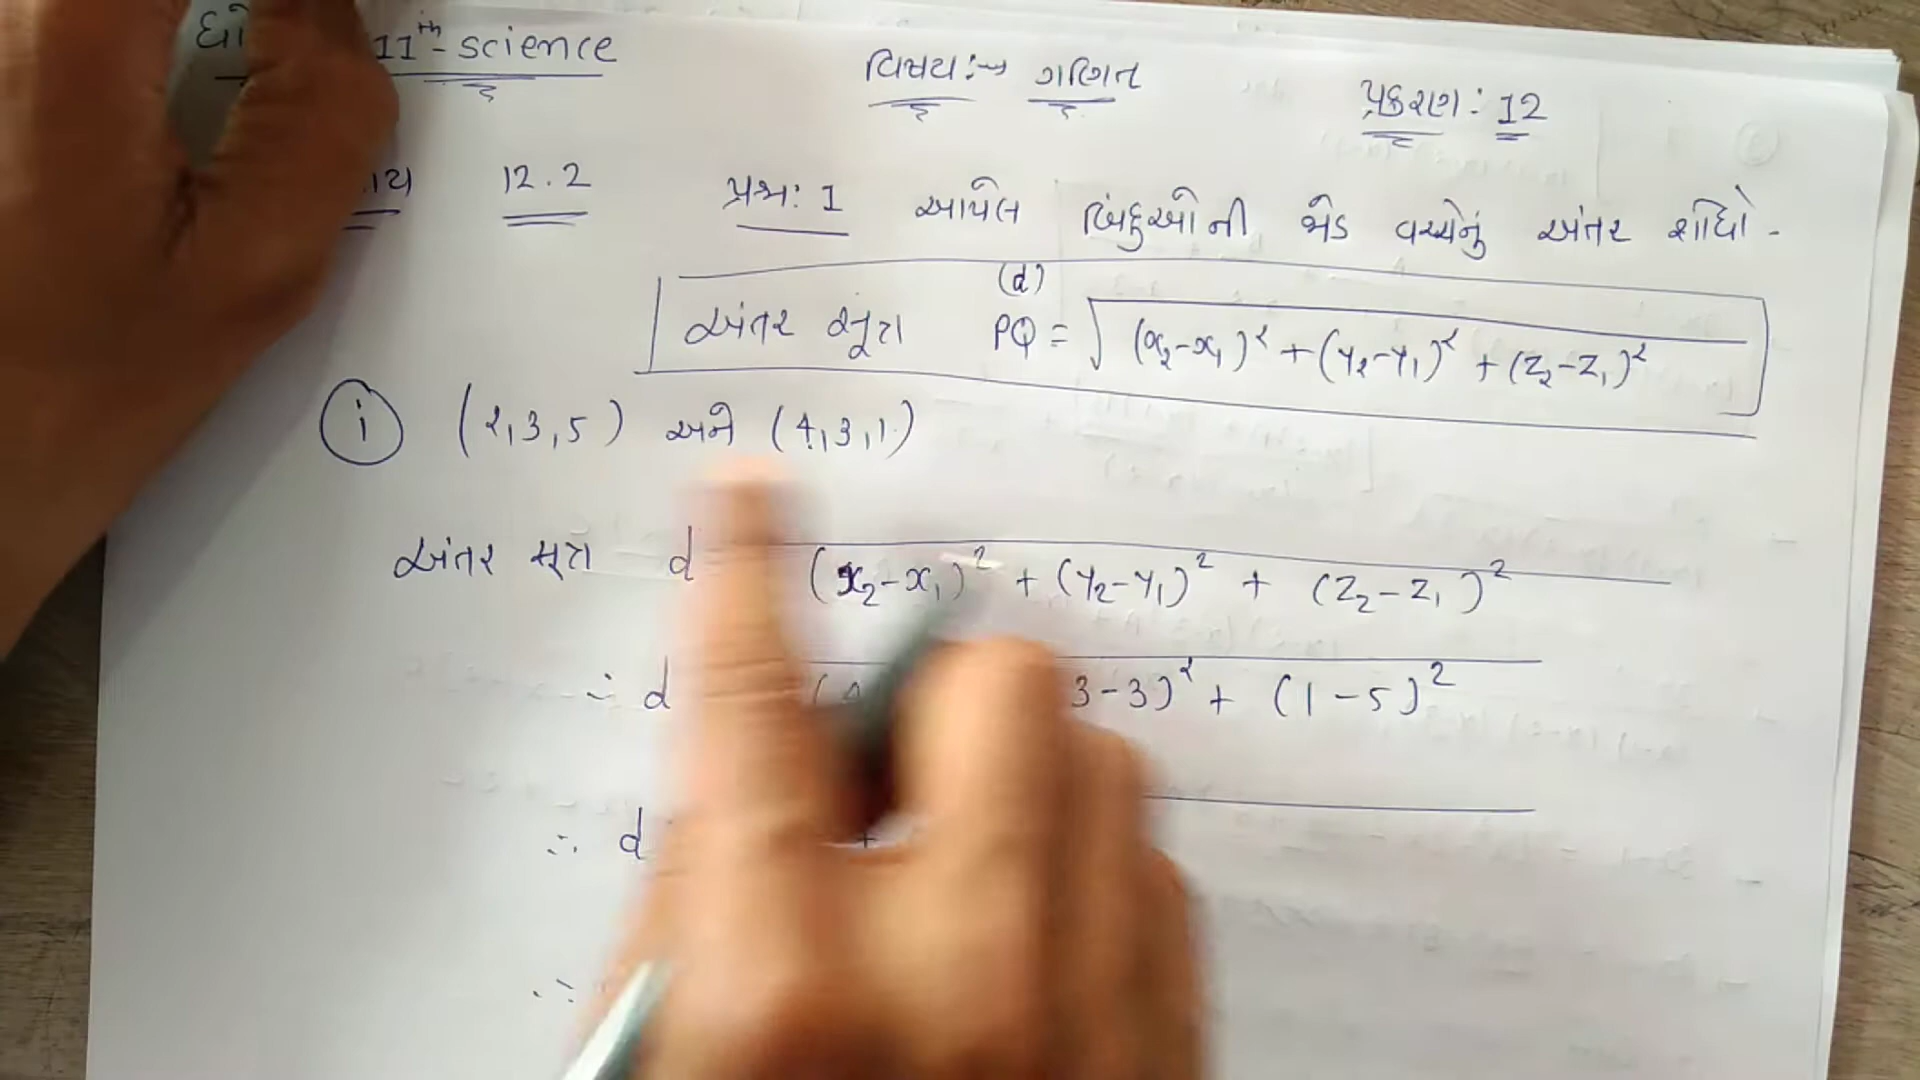 11th - science વિષય :→ ગણિત પ્રકરણ : 12
12.2 પ્રશ્ન: 1 આપેલ બિંદુઓની જોડ વચ્ચેનું અંતર શોધો .
(d)
અંતર સૂત્ર PQ = √(x₂-x₁)² + (y₂-y₁)² + (z₂-z₁)²
(i) (2,3,5) અને (4,3,1)
અંતર સૂત્ર d (x₂-x₁)² + (y₂-y₁)² + (z₂-z₁)²
∴ d 3-3)² + (1-5)²
∴ d +
∴